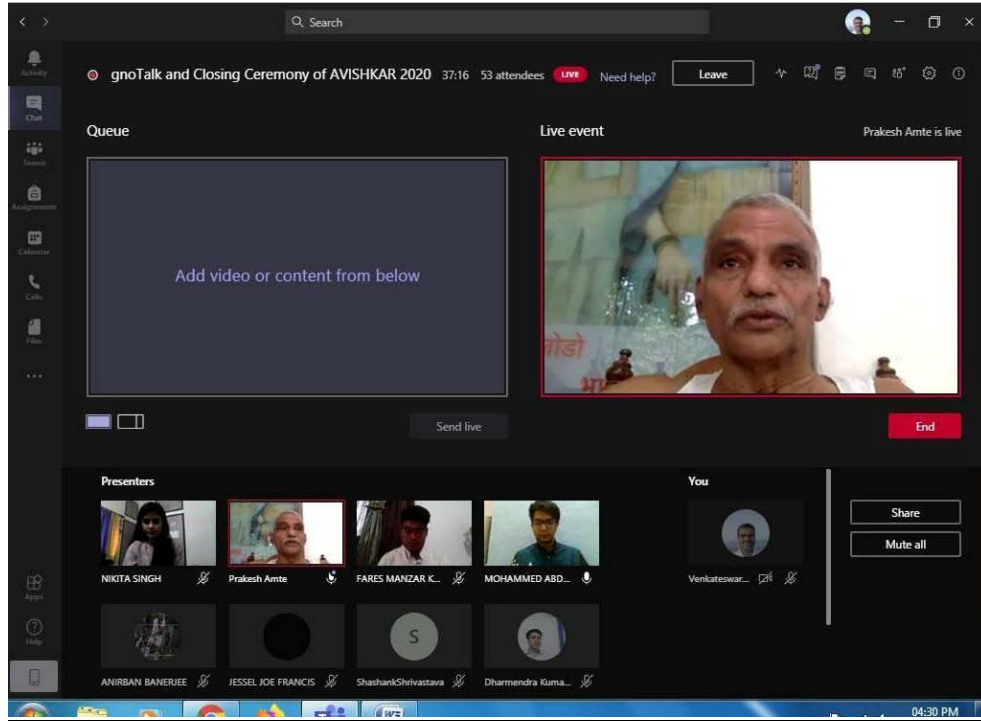 Search
Activity
gnoTalk and Closing Ceremony of AVISHKAR 2020 37:16 53 attendees LIVE Need help? Leave
Chat
Queue
Live event
Prakesh Amte is live
Teams
Assignments
Calendar
Add video or content from below
Calls
Files
जोडो
Send live
End
Presenters
You
Share
Mute all
NIKITA SINGH
Prakesh Amte
FARES MANZAR K...
MOHAMMED ABD...
Venkateswar...
Apps
Help
S
ANIRBAN BANERJEE
JESSEL JOE FRANCIS
ShashankShrivastava
Dharmendra Kuma...
04:30 PM